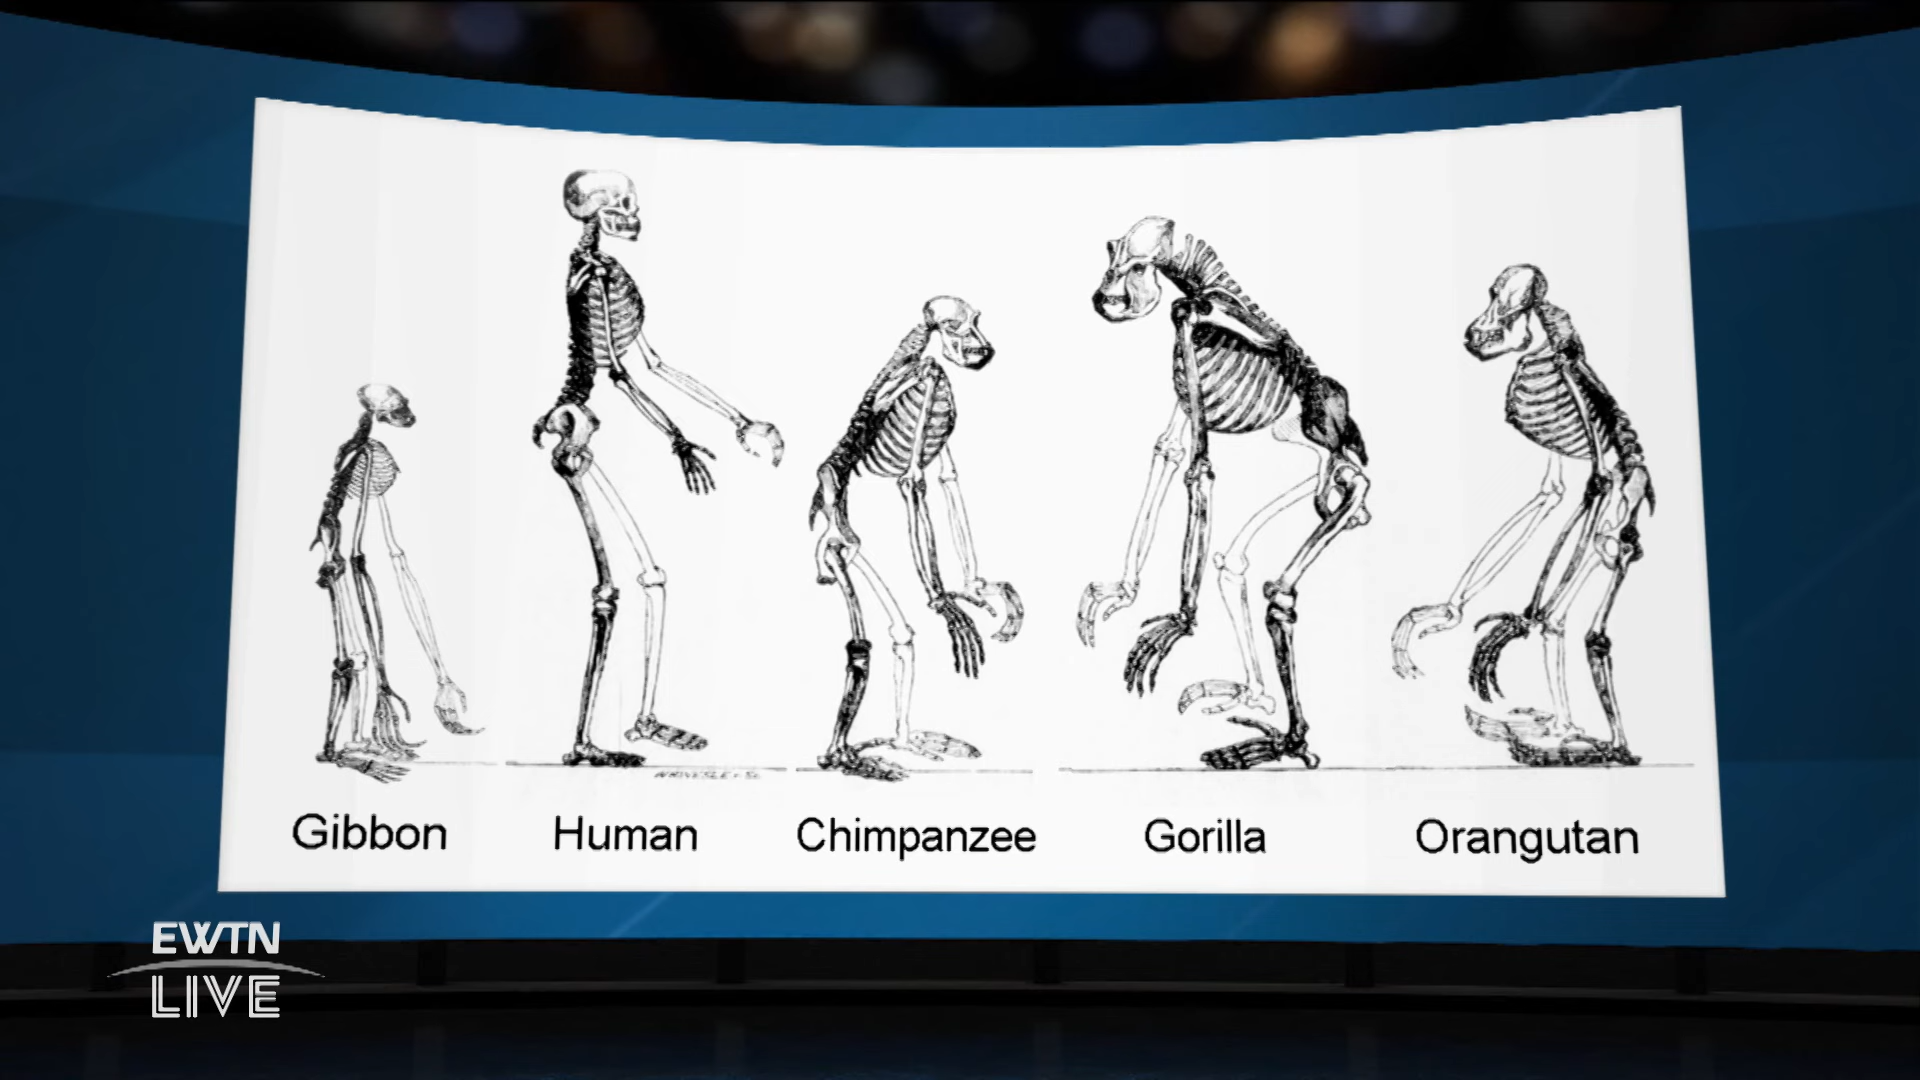 Gibbon
Human
Chimpanzee
Gorilla
Orangutan
EWTN
LIVE